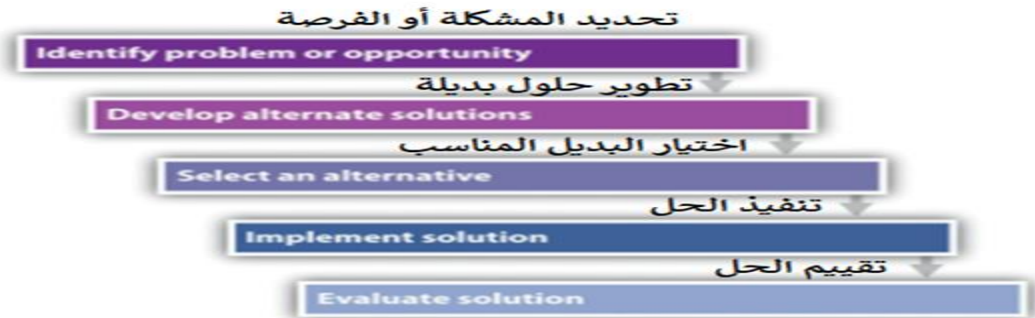 تحديد المشكلة أو الفرصة
Identify problem or opportunity
تطوير حلول بديلة
Develop alternate solutions
اختيار البديل المناسب
Select an alternative
تنفيذ الحل
Implement solution
تقييم الحل
Evaluate solution